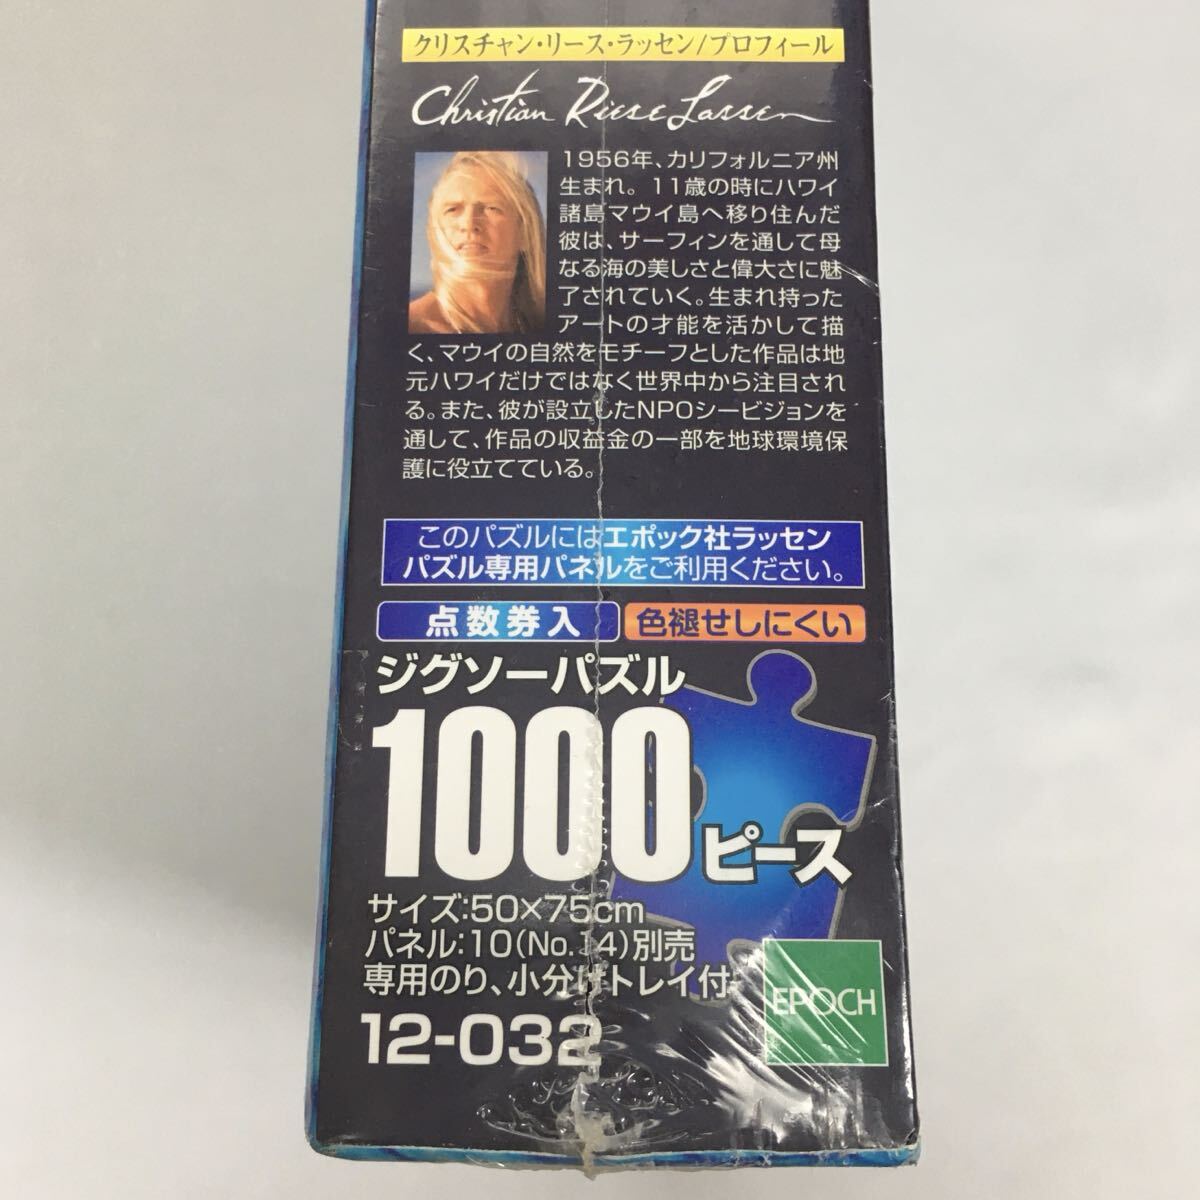 クリスチャン・リース・ラッセン/プロフィール
Christian Riese Lassen
1956年、カリフォルニア州
生まれ。11歳の時にハワイ
諸島マウイ島へ移り住んだ
彼は、サーフィンを通して母
なる海の美しさと偉大さに魅
了されていく。生まれ持った
アートの才能を活かして描
く、マウイの自然をモチーフとした作品は地
元ハワイだけではなく世界中から注目され
る。また、彼が設立したNPOシービジョンを
通して、作品の収益金の一部を地球環境保
護に役立てている。
このパズルにはエポック社ラッセン
パズル専用パネルをご利用ください。
点数券入
色褪せしにくい
ジグソーパズル
1000ピース
サイズ:50×75cm
パネル:10(No.14)別売
専用のり、小分けトレイ付
12-032
EPOCH